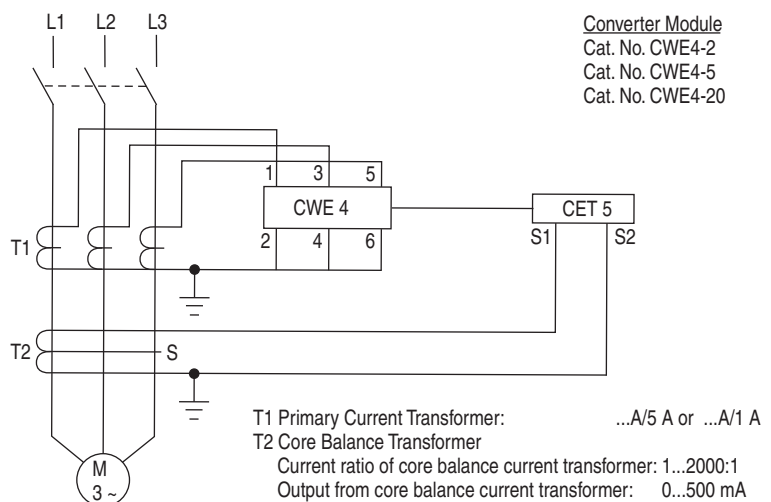 L1 L2 L3
Converter Module
Cat. No. CWE4-2
Cat. No. CWE4-5
Cat. No. CWE4-20
1 3 5
CWE 4
CET 5
2 4 6
S1 S2
T1
T2
S
M
3 ~
T1 Primary Current Transformer: ...A/5 A or ...A/1 A
T2 Core Balance Transformer
Current ratio of core balance current transformer: 1...2000:1
Output from core balance current transformer: 0...500 mA